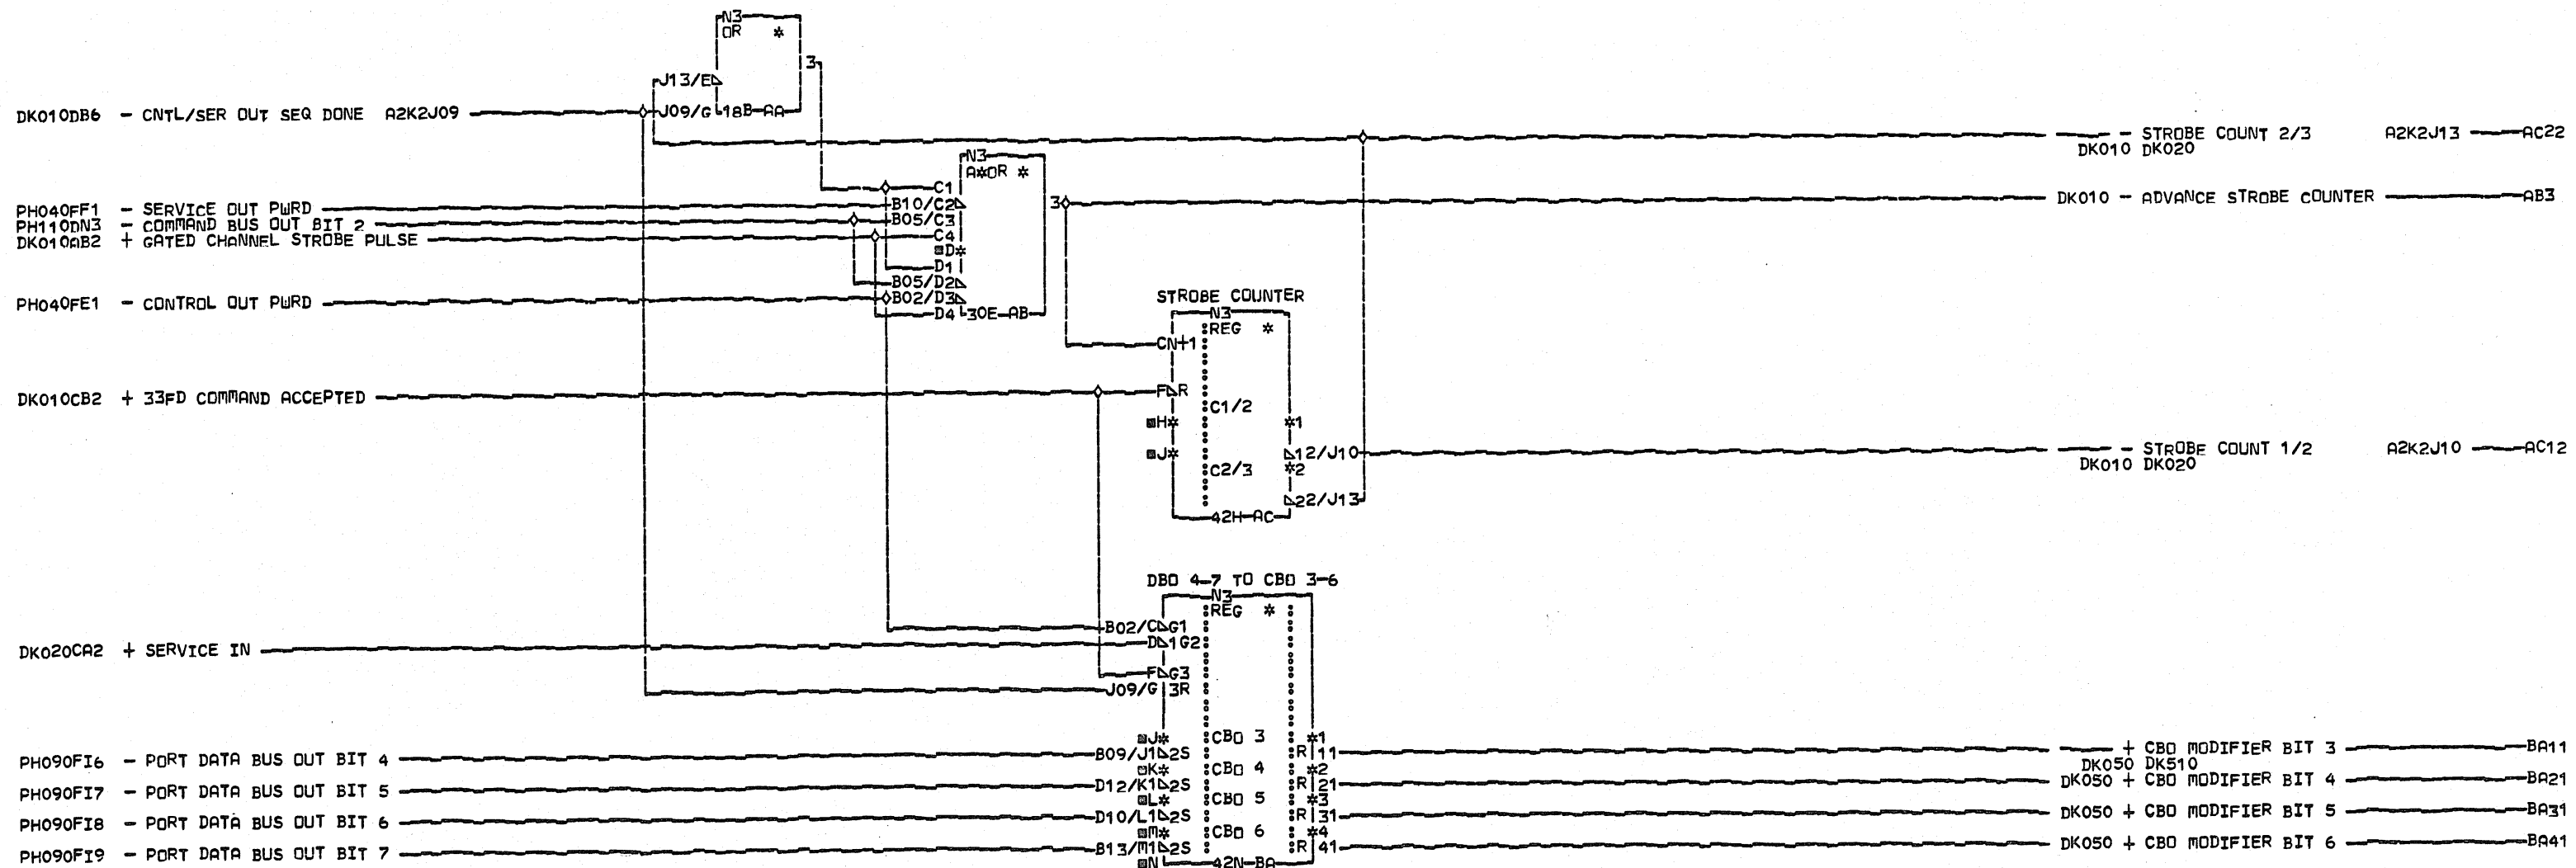 N3
OR *
3
J13/E
DK010DB6 - CNTL/SER OUT SEQ DONE A2K2J09
J09/G 18B-AA
- STROBE COUNT 2/3 A2K2J13 AC22
DK010 DK020
N3
A*OR *
C1
PH040FF1 - SERVICE OUT PWRD
B10/C2
3
DK010 - ADVANCE STROBE COUNTER AB3
PH110DN3 - COMMAND BUS OUT BIT 2
B05/C3
DK010AB2 + GATED CHANNEL STROBE PULSE
C4
D*
D1
B05/D2
PH040FE1 - CONTROL OUT PWRD
B02/D3
D4 30E-AB
STROBE COUNTER
N3
REG *
CN+1
DK010CB2 + 33FD COMMAND ACCEPTED
F R
C1/2
H* *1
J* 12/J10
- STROBE COUNT 1/2 A2K2J10 AC12
DK010 DK020
C2/3 *2
22/J13
42H-AC
DBO 4-7 TO CBO 3-6
N3
REG *
B02/C G1
DK020CA2 + SERVICE IN
D 1G2
F G3
J09/G 3R
J* CBO 3 *1
PH090FI6 - PORT DATA BUS OUT BIT 4
B09/J1 2S R 11
+ CBO MODIFIER BIT 3 BA11
DK050 DK510
K* CBO 4 *2
PH090FI7 - PORT DATA BUS OUT BIT 5
D12/K1 2S R 21
DK050 + CBO MODIFIER BIT 4 BA21
L* CBO 5 *3
PH090FI8 - PORT DATA BUS OUT BIT 6
D10/L1 2S R 31
DK050 + CBO MODIFIER BIT 5 BA31
M* CBO 6 *4
PH090FI9 - PORT DATA BUS OUT BIT 7
B13/M1 2S R 41
DK050 + CBO MODIFIER BIT 6 BA41
N 42N-BA